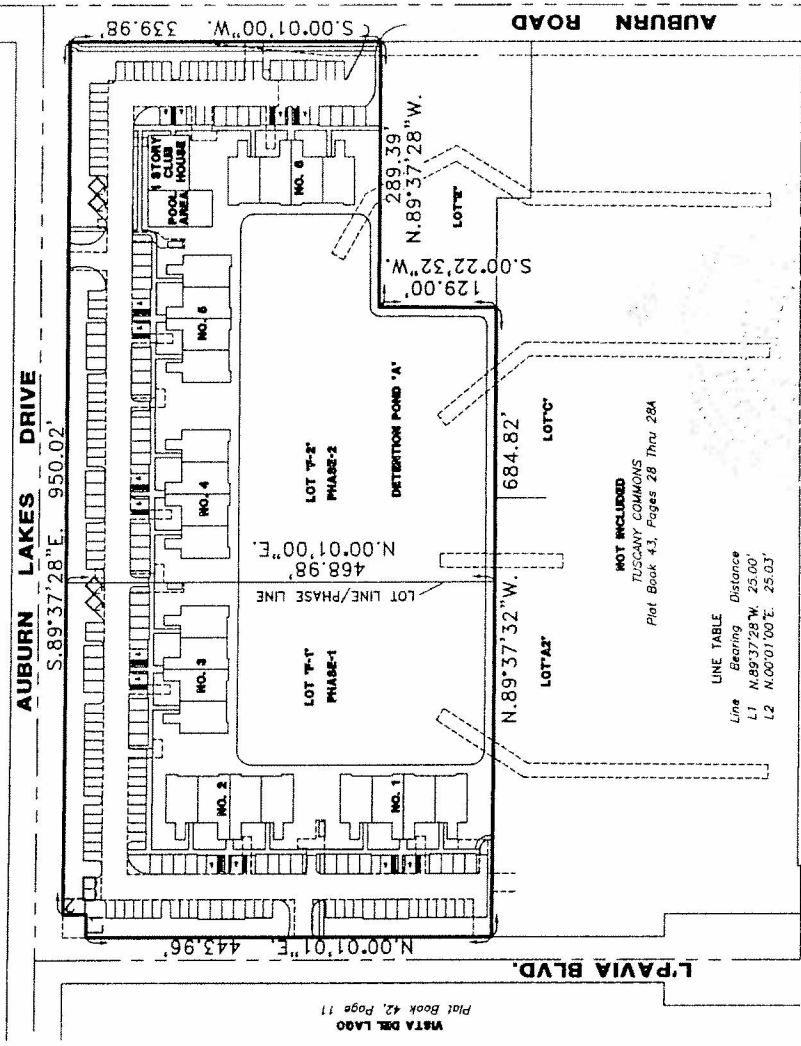 AUBURN LAKES DRIVE
S.89°37'28"E. 950.02'
AUBURN ROAD
S.00°01'00"W. 339.98'
1 STORY
CLUB
HOUSE
POOL
AREA
NO. 6
289.39'
N.89°37'28"W.
LOT "E"
S.00°22'32"W.
129.00'
NO. 5
NO. 4
LOT "F-2"
PHASE-2
DETENTION POND "A"
684.82'
LOT "C"
468.98'
N.00°01'00"E.
LOT LINE/PHASE LINE
NO. 3
LOT "F-1"
PHASE-1
N.89°37'32"W.
LOT "A2"
NO. 2
NO. 1
N.00°01'01"E. 443.96'
L'PAVIA BLVD.
VISTA DEL LAGO
Plat Book 42, Page 11
NOT INCLUDED
TUSCANY COMMONS
Plat Book 43, Pages 28 Thru 28A
LINE TABLE
Line Bearing Distance
L1 N.89°37'28"W. 25.00'
L2 N.00°01'00"E. 25.03'